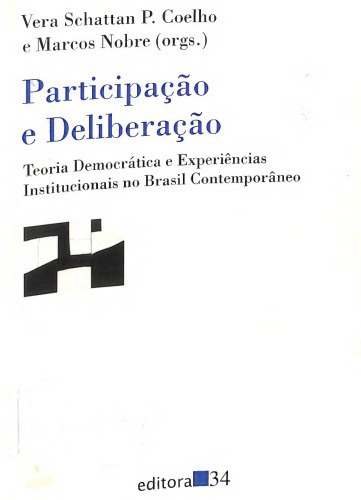 Vera Schattan P. Coelho
e Marcos Nobre (orgs.)
Participação
e Deliberação
Teoria Democrática e Experiências
Institucionais no Brasil Contemporâneo
editora 34